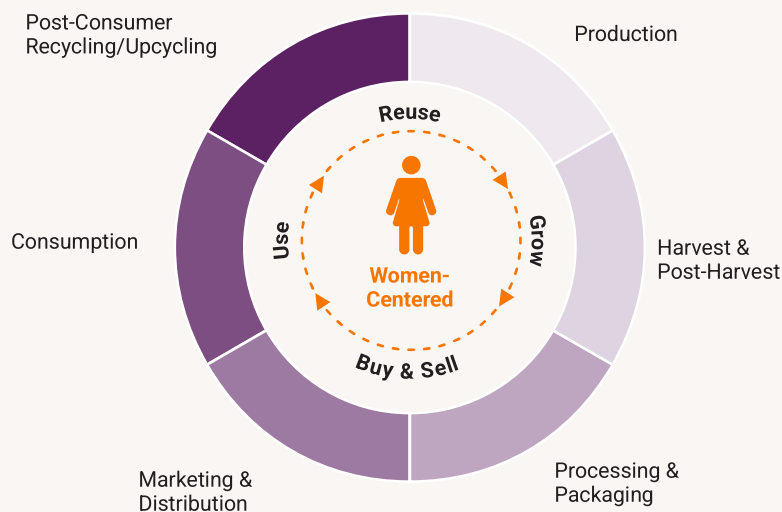 Post-Consumer
Recycling/Upcycling
Production
Reuse
Use
Grow
Women-
Centered
Consumption
Harvest &
Post-Harvest
Buy & Sell
Marketing &
Distribution
Processing &
Packaging